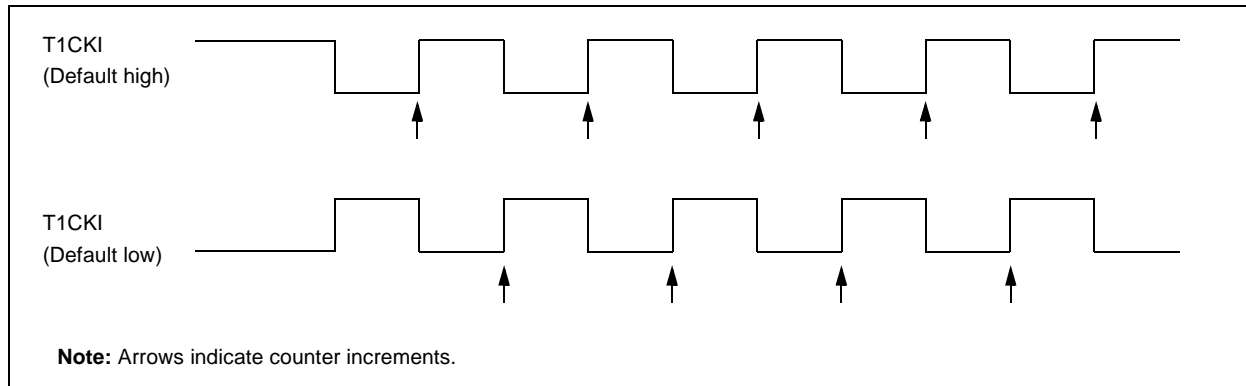 T1CKI
(Default high)
T1CKI
(Default low)
Note: Arrows indicate counter increments.